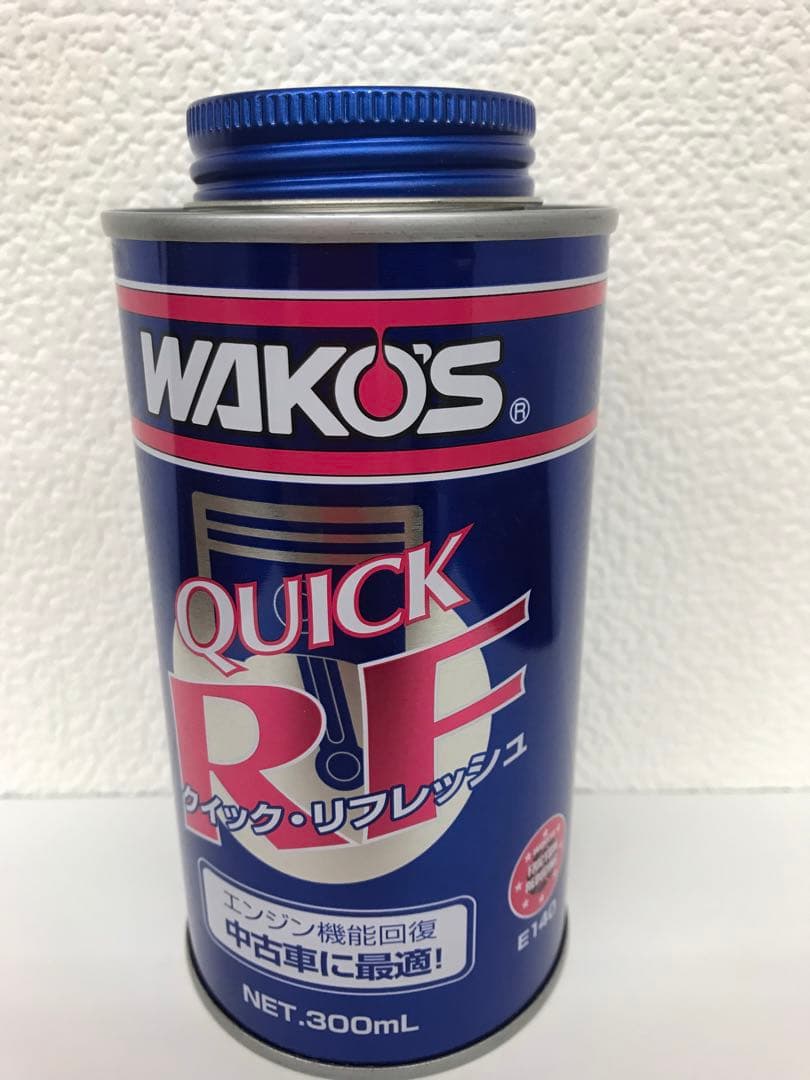 WAKO'S®
QUICK
RF
クイック・リフレッシュ
エンジン機能回復
中古車に最適!
E140
NET.300mL